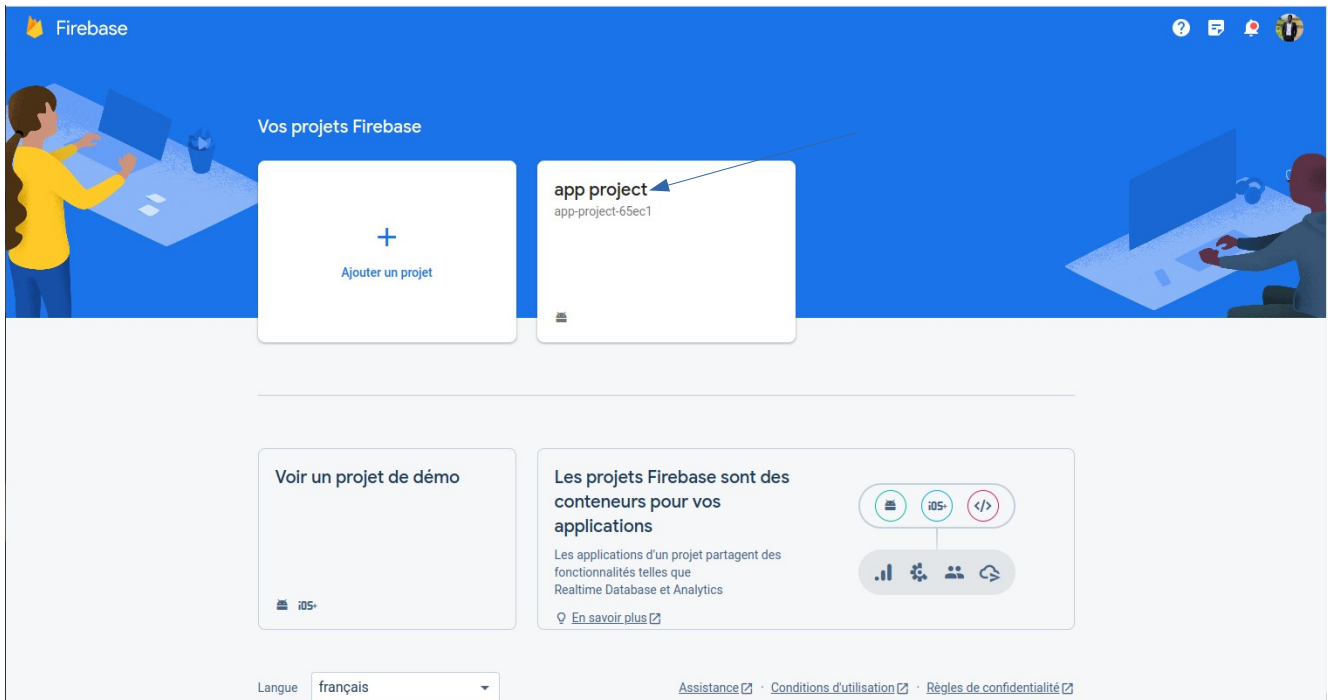 Firebase
Vos projets Firebase
Ajouter un projet
app project
app-project-65ec1
Voir un projet de démo
iOS+
Les projets Firebase sont des
conteneurs pour vos
applications
Les applications d'un projet partagent des
fonctionnalités telles que
Realtime Database et Analytics
En savoir plus
iOS+
Langue français
Assistance · Conditions d'utilisation · Règles de confidentialité